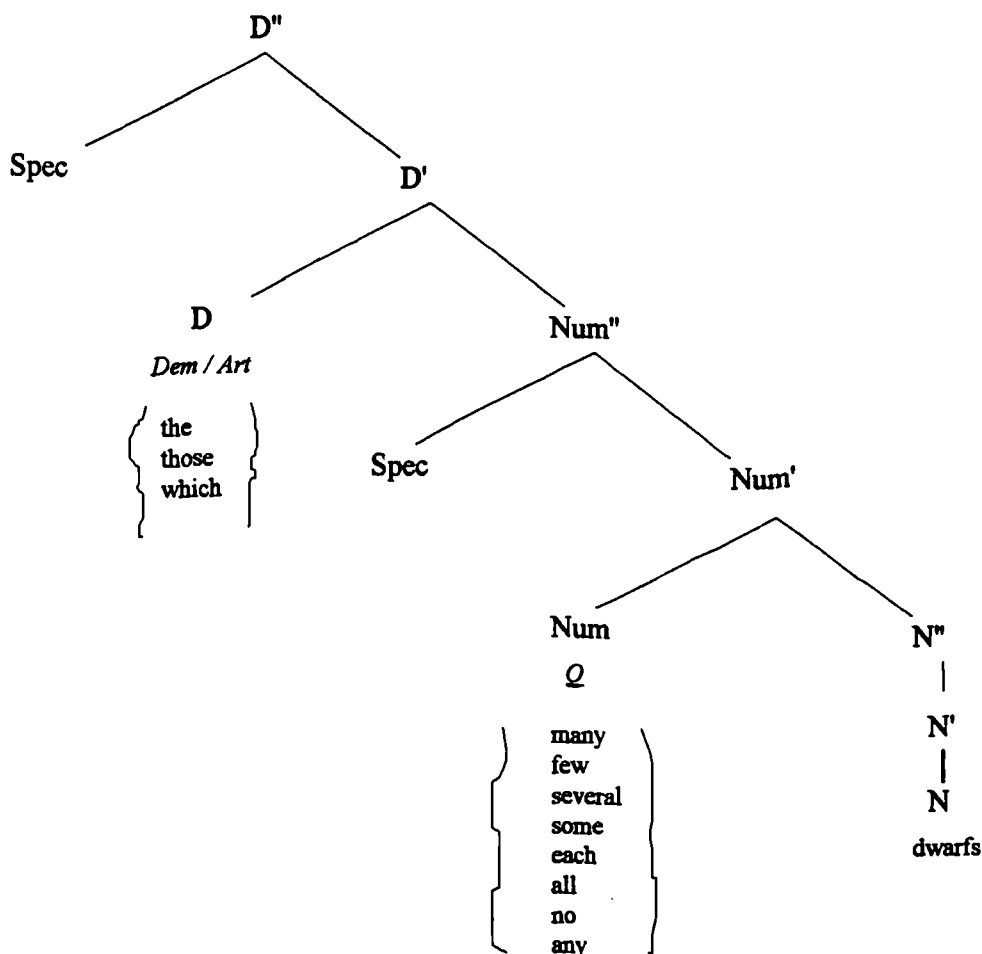 D"
Spec
D'
D
Num"
Dem / Art
the
those
which
Spec
Num'
Num
N"
Q
many
few
several
some
each
all
no
any
N'
N
dwarfs